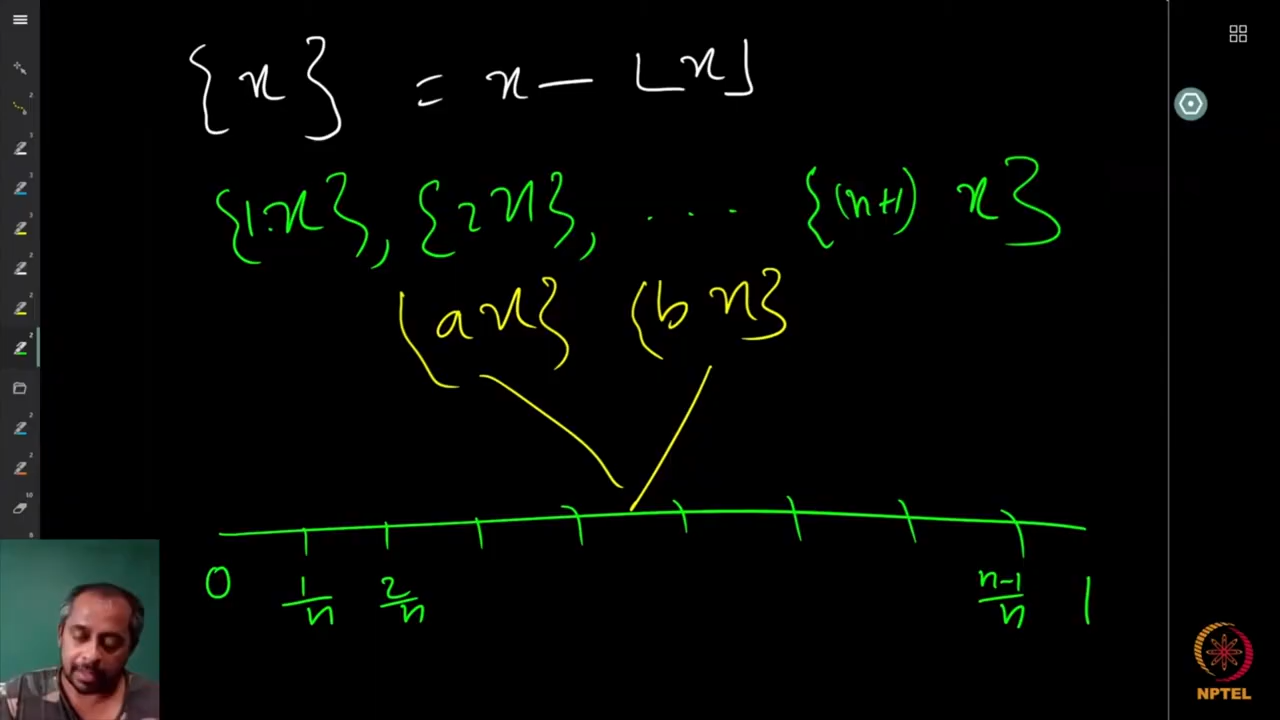 {x} = x - ⌊x⌋
{1.x}, {2x}, .... {(n+1) x}
{ax} {bx}
0 1/n 2/n n-1/n 1
NPTEL